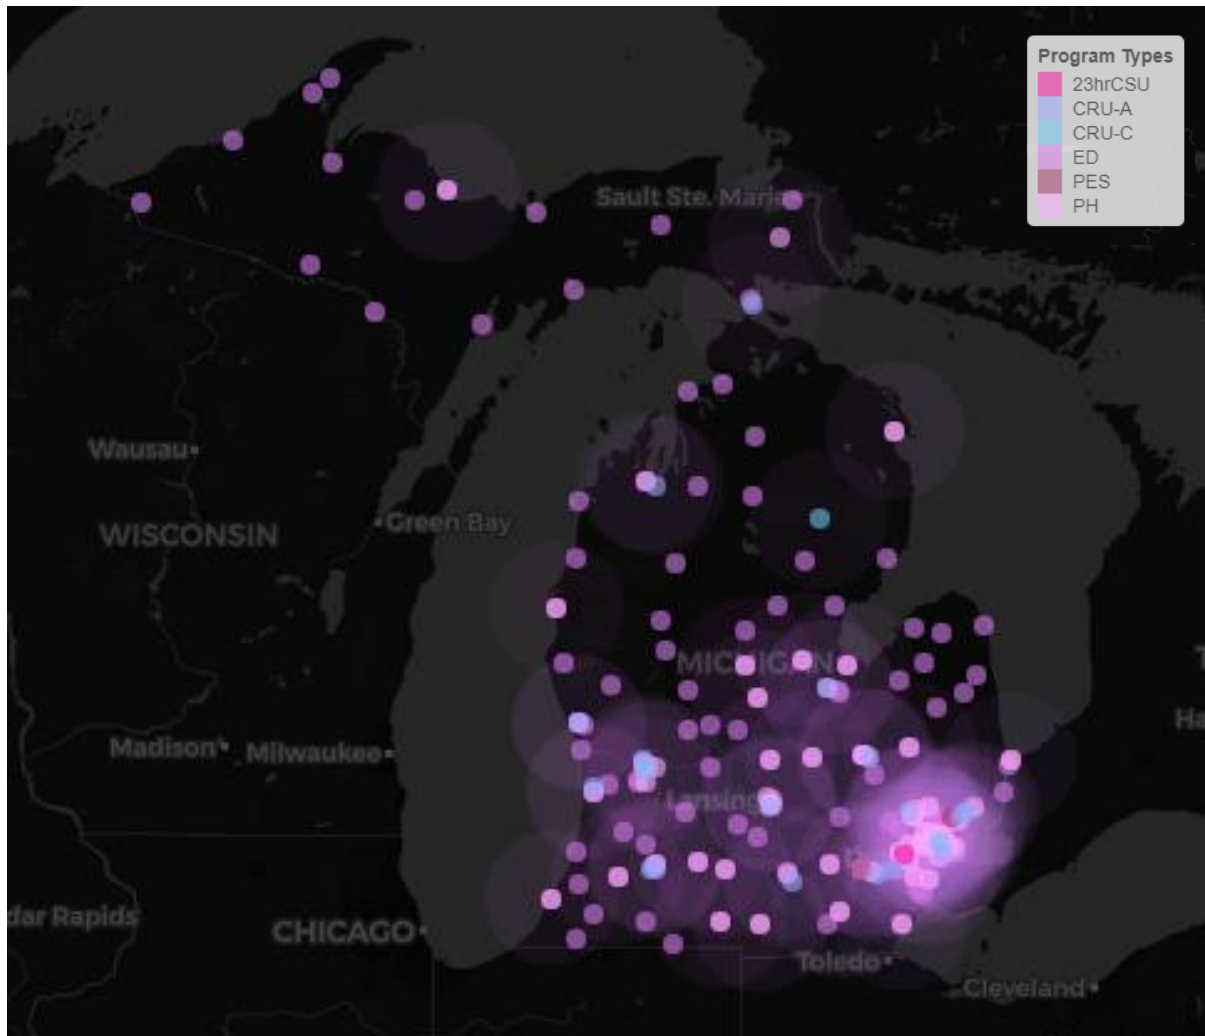 Program Types
23hrCSU
CRU-A
CRU-C
ED
PES
PH
Sault Ste. Marie
Wausau
Green Bay
WISCONSIN
MICHIGAN
Ha
Madison
Milwaukee
Lansing
dar Rapids
CHICAGO
Toledo
Cleveland